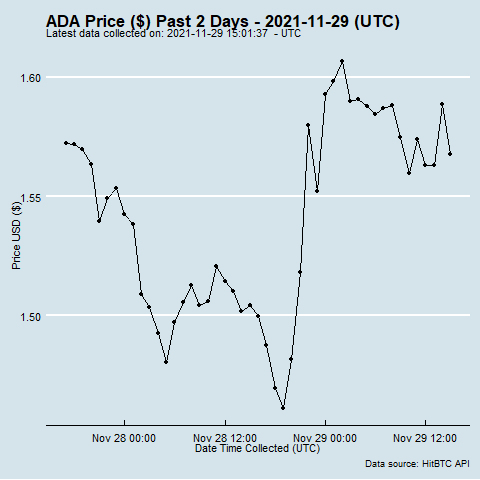 ADA Price ($) Past 2 Days - 2021-11-29 (UTC)
Latest data collected on: 2021-11-29 15:01:37  - UTC
1.60
1.55
1.50
Price USD ($)
Nov 28 00:00
Nov 28 12:00
Nov 29 00:00
Nov 29 12:00
Date Time Collected (UTC)
Data source: HitBTC API